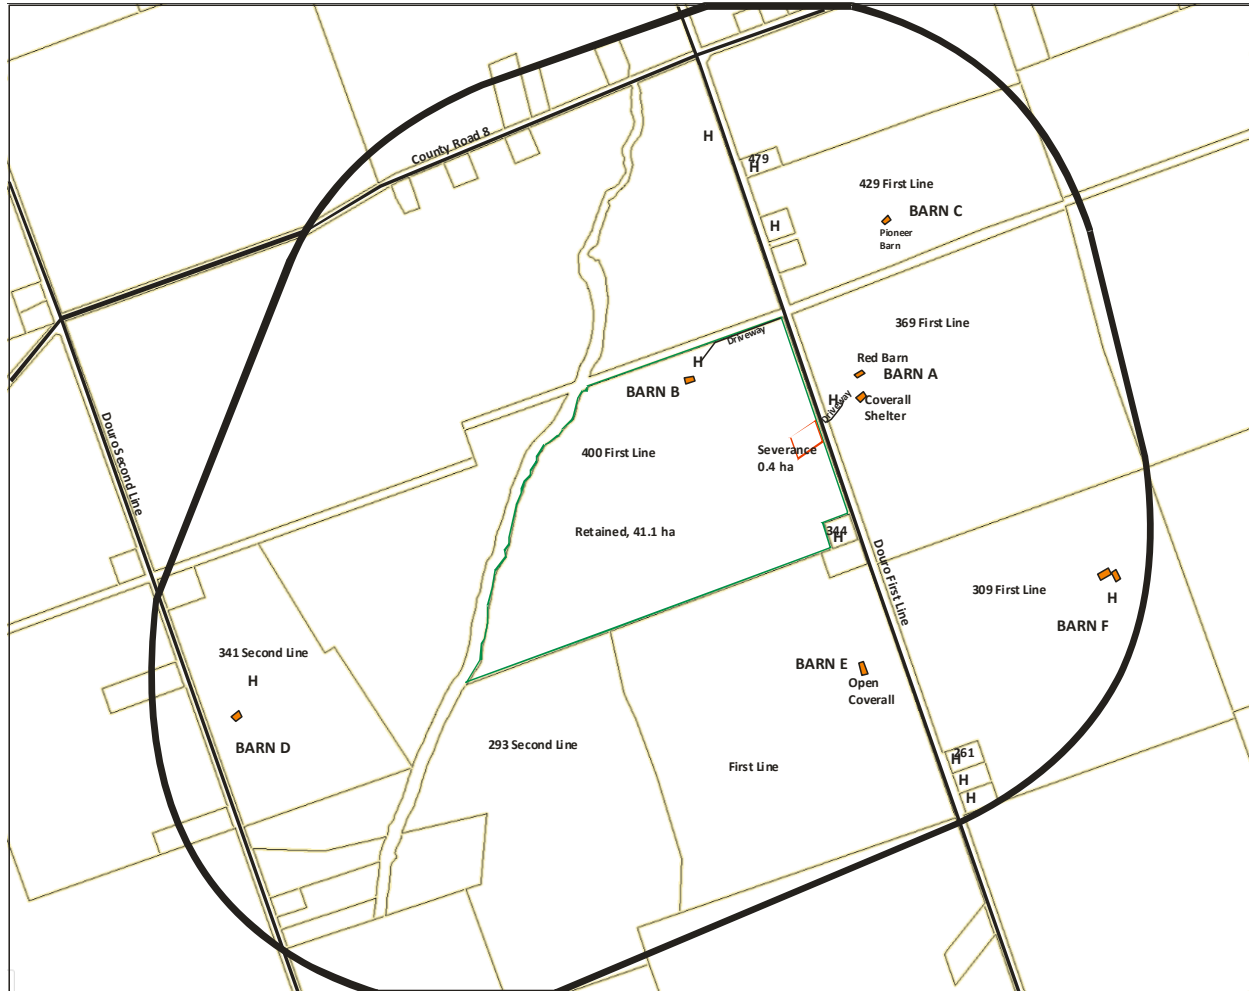 County Road 8
H
479
H
429 First Line
BARN C
Pioneer
Barn
H
369 First Line
Driveway
Red Barn
BARN A
H
BARN B
H
Driveway
Coverall
Shelter
Douro Second Line
400 First Line
Severance
0.4 ha
Retained, 41.1 ha
344
H
Douro First Line
309 First Line
H
BARN F
341 Second Line
H
BARN E
Open
Coverall
BARN D
293 Second Line
First Line
261
H
H
H